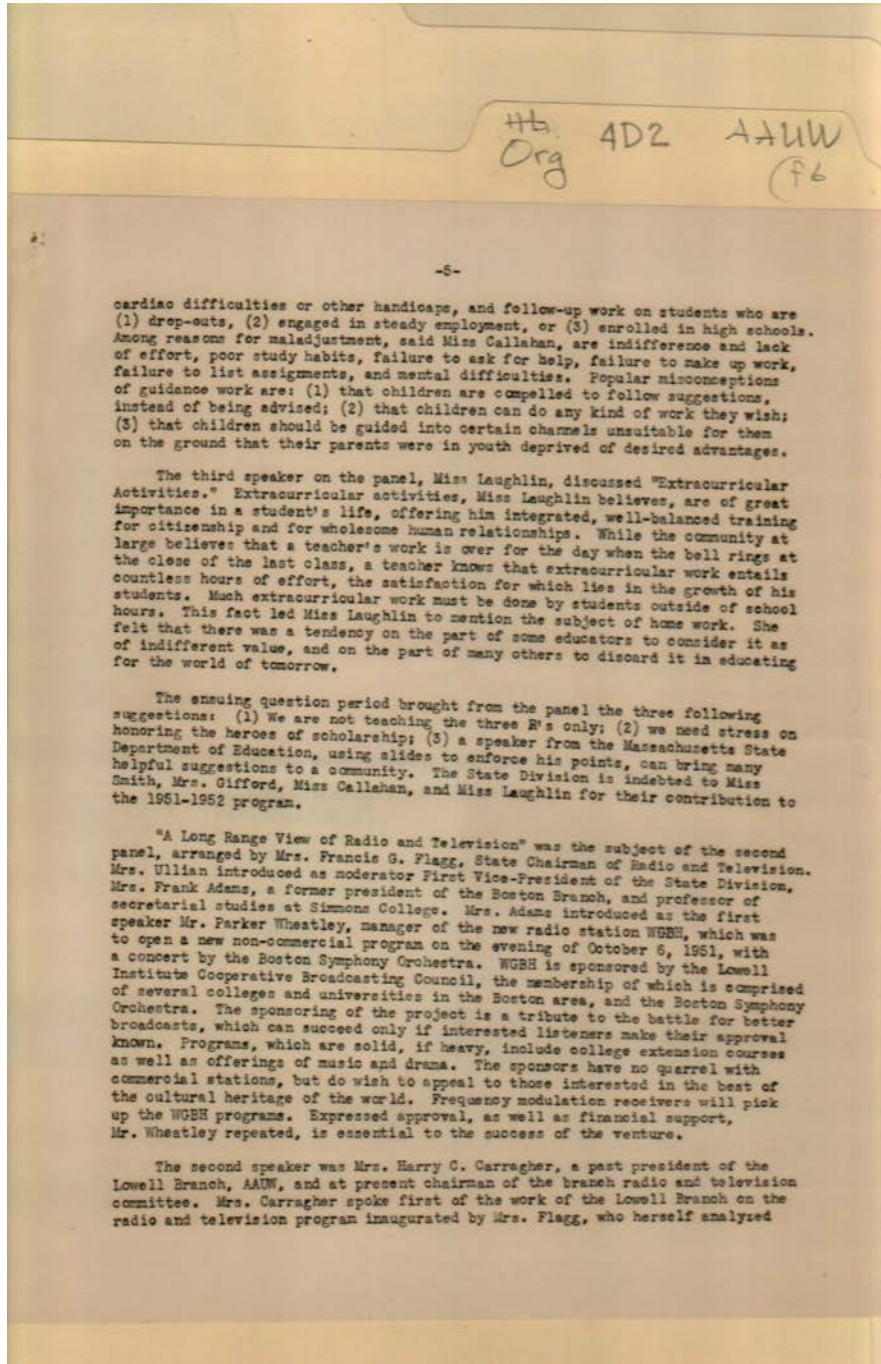 Hb. 4D2 AAUW
Org (f6
-5-
cardiac difficulties or other handicaps, and follow-up work on students who are
(1) drop-outs, (2) engaged in steady employment, or (3) enrolled in high schools.
Among reasons for maladjustment, said Miss Callahan, are indifference and lack
of effort, poor study habits, failure to ask for help, failure to make up work,
failure to list assignments, and mental difficulties. Popular misconceptions
of guidance work are: (1) that children are compelled to follow suggestions,
instead of being advised; (2) that children can do any kind of work they wish;
(3) that children should be guided into certain channels unsuitable for them
on the ground that their parents were in youth deprived of desired advantages.
The third speaker on the panel, Miss Laughlin, discussed "Extracurricular
Activities." Extracurricular activities, Miss Laughlin believes, are of great
importance in a student's life, offering him integrated, well-balanced training
for citizenship and for wholesome human relationships. While the community at
large believes that a teacher's work is over for the day when the bell rings at
the close of the last class, a teacher knows that extracurricular work entails
countless hours of effort, the satisfaction for which lies in the growth of his
students. Much extracurricular work must be done by students outside of school
hours. This fact led Miss Laughlin to mention the subject of home work. She
felt that there was a tendency on the part of some educators to consider it as
of indifferent value, and on the part of many others to discard it in educating
for the world of tomorrow.
The ensuing question period brought from the panel the three following
suggestions: (1) We are not teaching the three R's only; (2) we need stress on
honoring the heroes of scholarship; (3) a speaker from the Massachusetts State
Department of Education, using slides to enforce his points, can bring many
helpful suggestions to a community. The State Division is indebted to Miss
Smith, Mrs. Gifford, Miss Callahan, and Miss Laughlin for their contribution to
the 1951-1952 program.
"A Long Range View of Radio and Television" was the subject of the second
panel, arranged by Mrs. Francis G. Flagg, State Chairman of Radio and Television.
Mrs. Ullian introduced as moderator First Vice-President of the State Division,
Mrs. Frank Adams, a former president of the Boston Branch, and professor of
secretarial studies at Simmons College. Mrs. Adams introduced as the first
speaker Mr. Parker Wheatley, manager of the new radio station WGBH, which was
to open a new non-commercial program on the evening of October 6, 1951, with
a concert by the Boston Symphony Orchestra. WGBH is sponsored by the Lowell
Institute Cooperative Broadcasting Council, the membership of which is comprised
of several colleges and universities in the Boston area, and the Boston Symphony
Orchestra. The sponsoring of the project is a tribute to the battle for better
broadcasts, which can succeed only if interested listeners make their approval
known. Programs, which are solid, if heavy, include college extension courses
as well as offerings of music and drama. The sponsors have no quarrel with
commercial stations, but do wish to appeal to those interested in the best of
the cultural heritage of the world. Frequency modulation receivers will pick
up the WGBH programs. Expressed approval, as well as financial support,
Mr. Wheatley repeated, is essential to the success of the venture.
The second speaker was Mrs. Harry C. Carragher, a past president of the
Lowell Branch, AAUW, and at present chairman of the branch radio and television
committee. Mrs. Carragher spoke first of the work of the Lowell Branch on the
radio and television program inaugurated by Mrs. Flagg, who herself analyzed